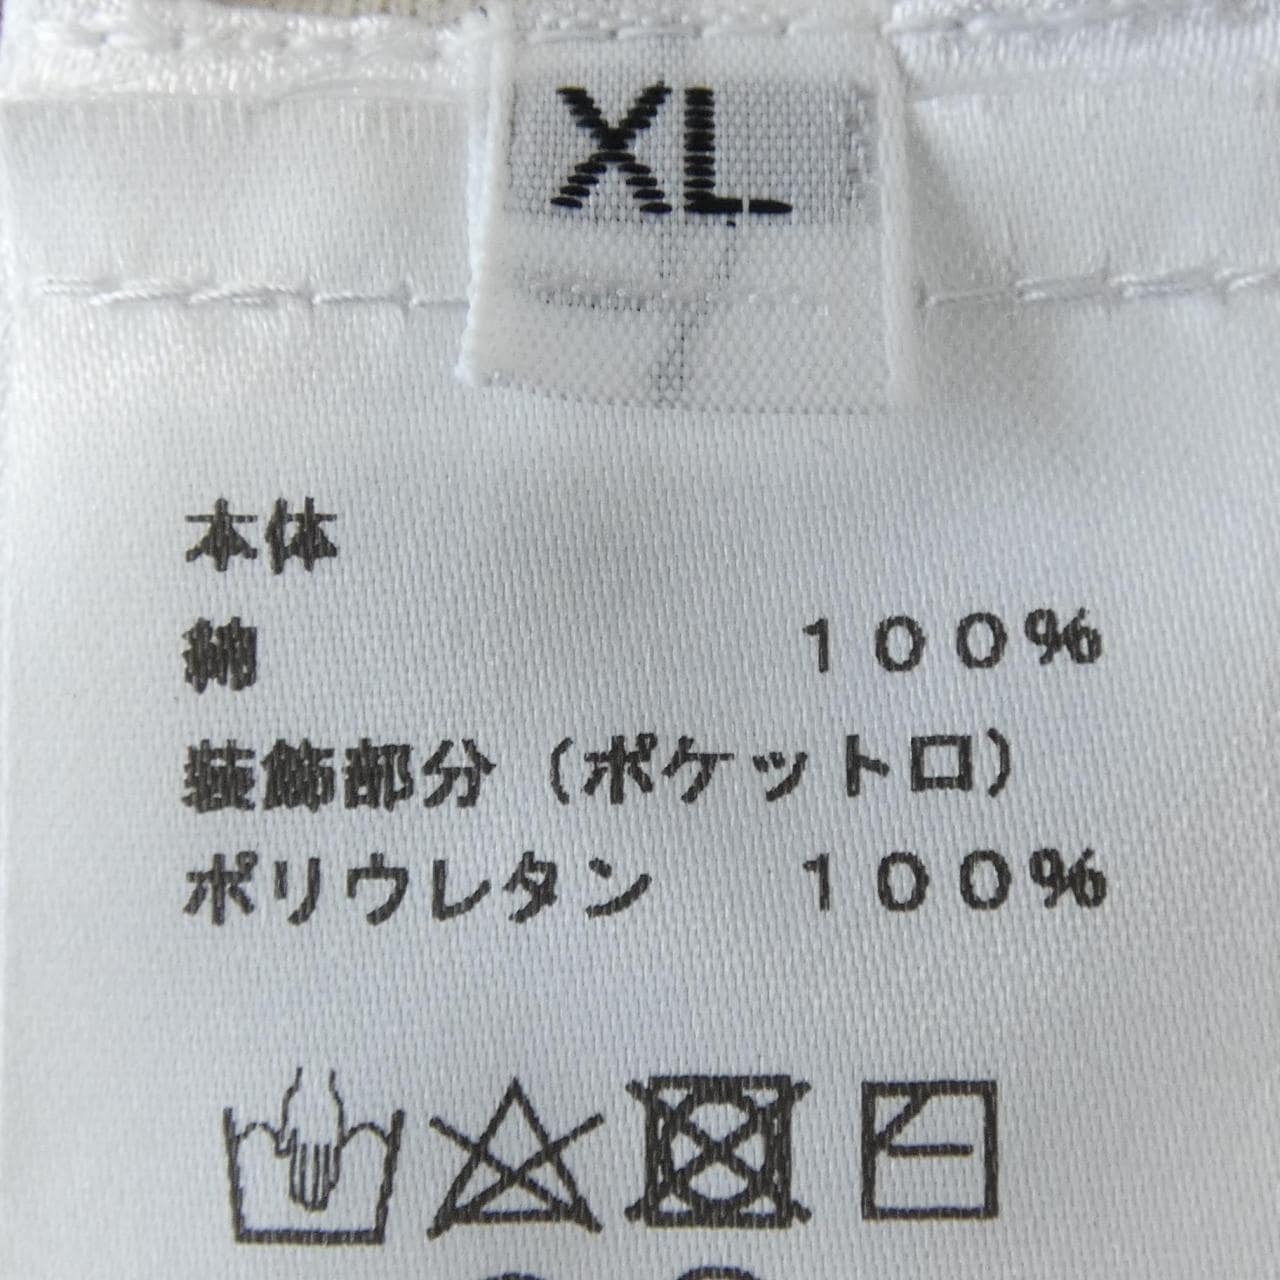 XL
本体
綿 １００％
装飾部分（ポケット口）
ポリウレタン １００％